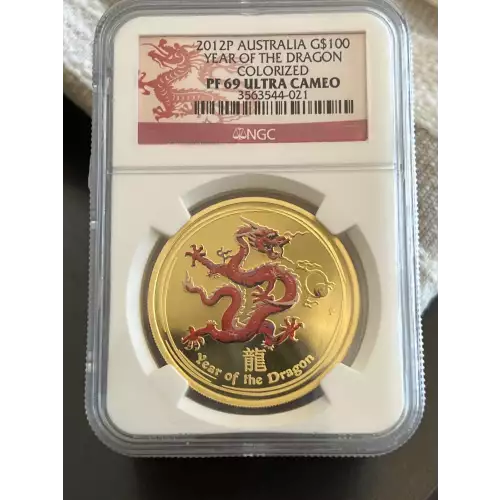 2012P AUSTRALIA G$100
YEAR OF THE DRAGON
COLORIZED
PF 69 ULTRA CAMEO
3563544-021
NGC
龍
Year of the Dragon